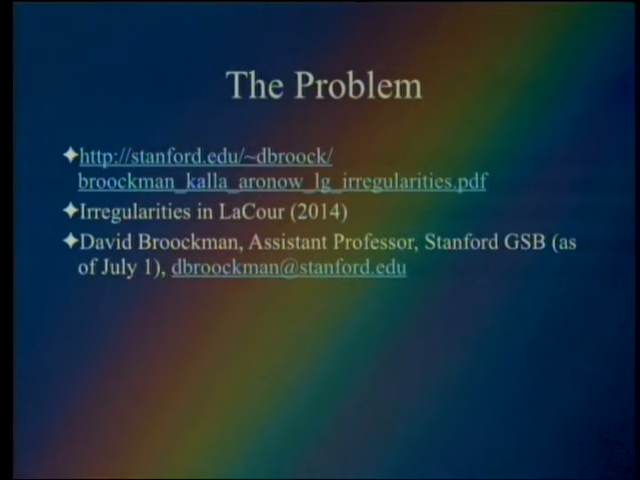 The Problem
http://stanford.edu/~dbroock/
broockman_kalla_aronow_lg_irregularities.pdf
Irregularities in LaCour (2014)
David Broockman, Assistant Professor, Stanford GSB (as
of July 1), dbroockman@stanford.edu